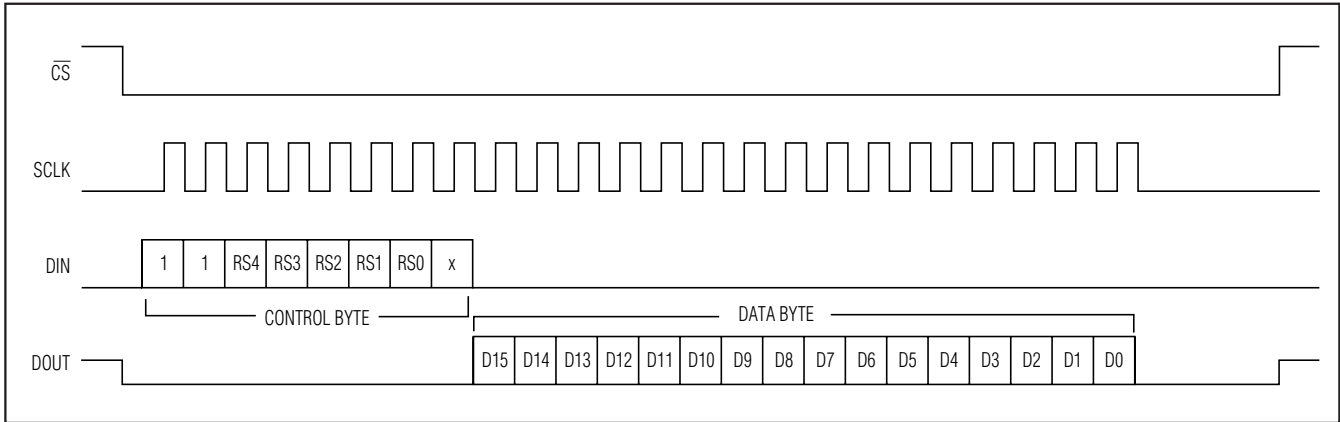 CS
SCLK
DIN 1 1 RS4 RS3 RS2 RS1 RS0 x
CONTROL BYTE DATA BYTE
DOUT D15 D14 D13 D12 D11 D10 D9 D8 D7 D6 D5 D4 D3 D2 D1 D0